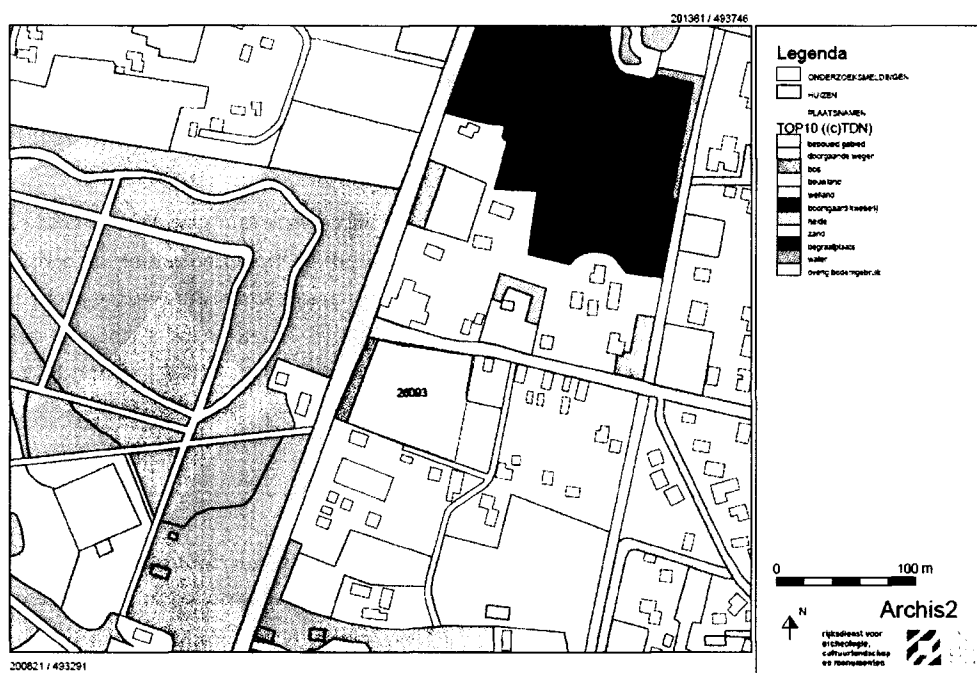 201361 / 493746
Legenda
ONDERZOEKSMELDINGEN
HUIZEN
PLAATSNAMEN
TOP10 ((c)TDN)
bebouwd gebied
doorgaande wegen
bos
bouwland
weiland
boomgaard/kwekerij
heide
zand
begraafplaats
water
overig bodemgebruik
26093
0 100 m
N
Archis2
rijksdienst voor
archeologie,
cultuurlandschap
en monumenten
200821 / 493291